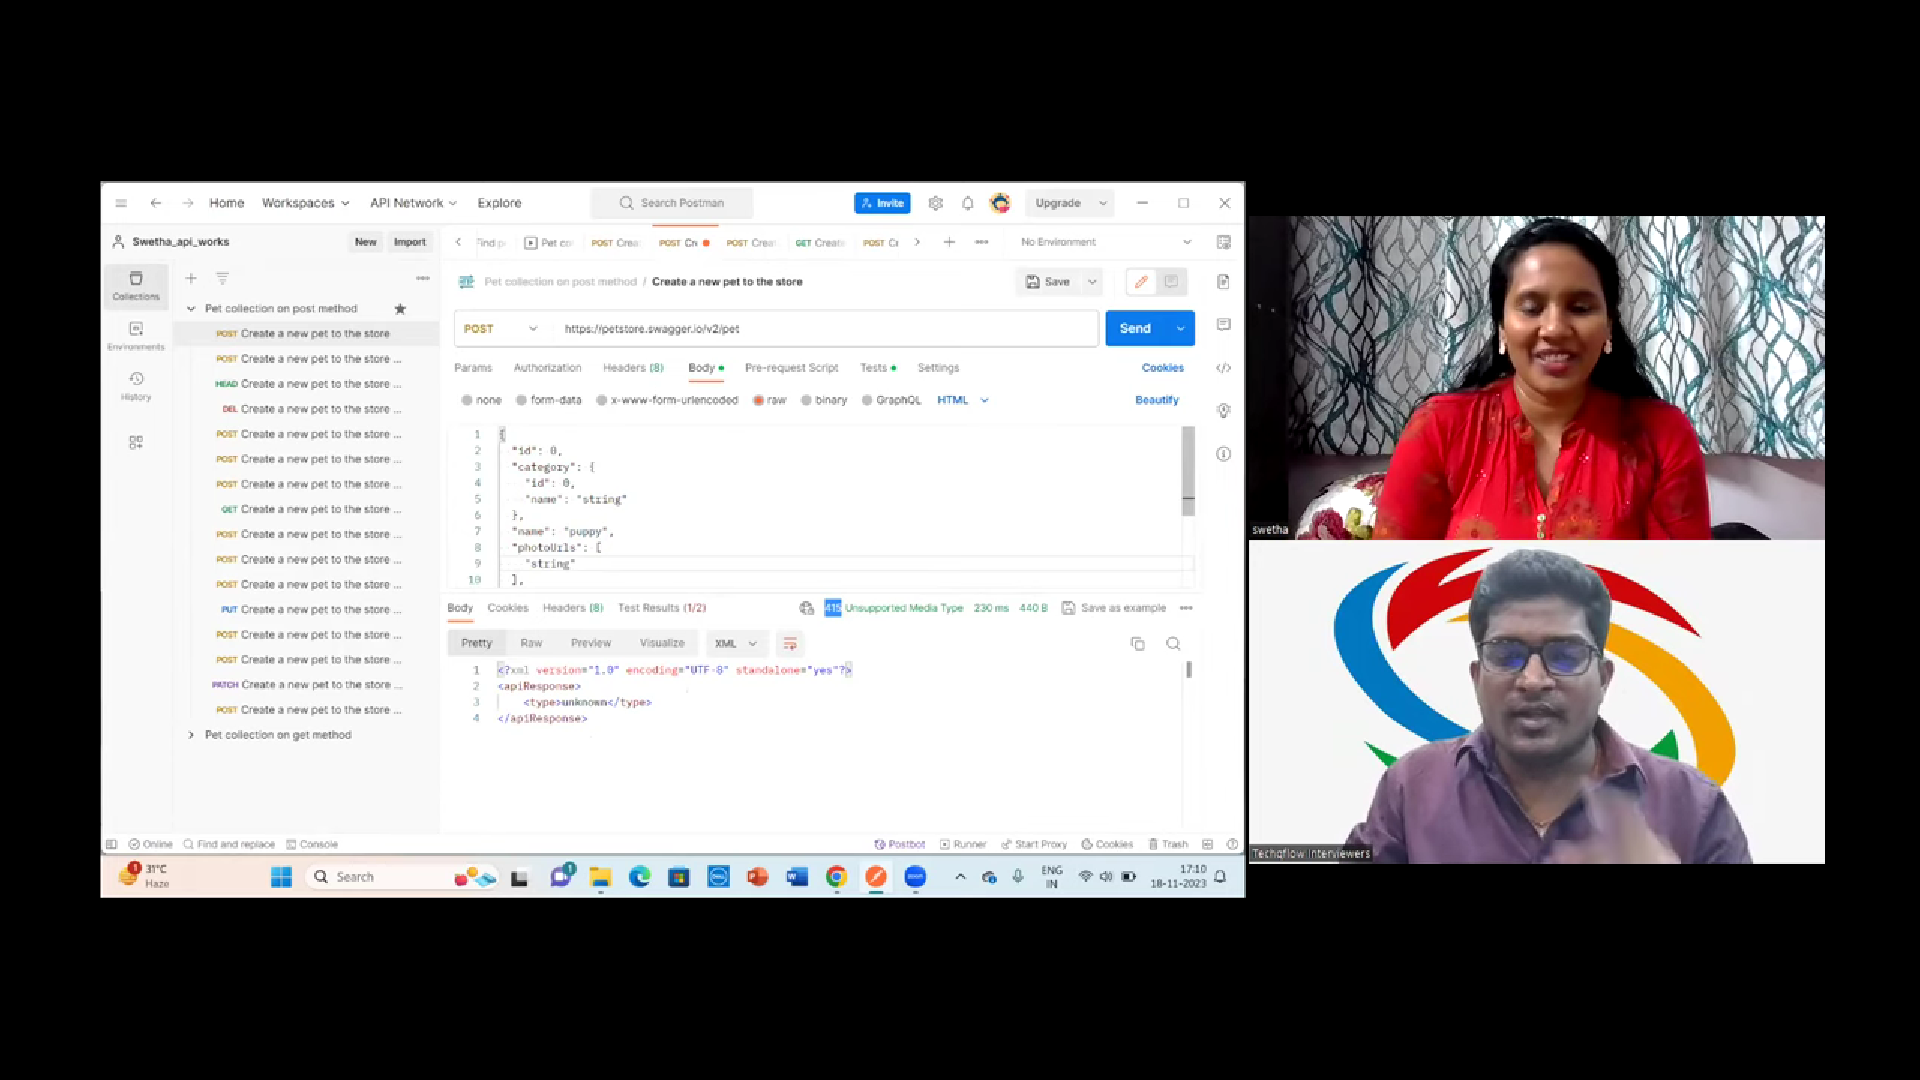 Home Workspaces API Network Explore Search Postman Invite Upgrade
Swetha_api_works New Import
Find p Pet co POST Crea POST Cr POST Crea GET Create POST Cr No Environment
Collections
Environments
History
Pet collection on post method
POST Create a new pet to the store
POST Create a new pet to the store ...
HEAD Create a new pet to the store ...
DEL Create a new pet to the store ...
POST Create a new pet to the store ...
POST Create a new pet to the store ...
POST Create a new pet to the store ...
GET Create a new pet to the store ...
POST Create a new pet to the store ...
POST Create a new pet to the store ...
POST Create a new pet to the store ...
PUT Create a new pet to the store ...
POST Create a new pet to the store ...
POST Create a new pet to the store ...
PATCH Create a new pet to the store ...
POST Create a new pet to the store ...
Pet collection on get method
Pet collection on post method / Create a new pet to the store Save
POST https://petstore.swagger.io/v2/pet Send
Params Authorization Headers (8) Body Pre-request Script Tests Settings Cookies
none form-data x-www-form-urlencoded raw binary GraphQL HTML Beautify
1 {
2 "id": 0,
3 "category": {
4 "id": 0,
5 "name": "string"
6 },
7 "name": "puppy",
8 "photoUrls": [
9 "string"
10 ],
Body Cookies Headers (8) Test Results (1/2) 415 Unsupported Media Type 230 ms 440 B Save as example
Pretty Raw Preview Visualize XML
1 <?xml version="1.0" encoding="UTF-8" standalone="yes"?>
2 <apiResponse>
3 <type>unknown</type>
4 </apiResponse>
Online Find and replace Console Postbot Runner Start Proxy Cookies Trash
1 31°C
Haze
Search
1
ENG
IN
17:10
18-11-2023
swetha
Techqflow Interviewers